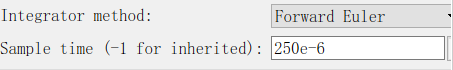 Integrator method: Forward Euler
Sample time (-1 for inherited): 250e-6